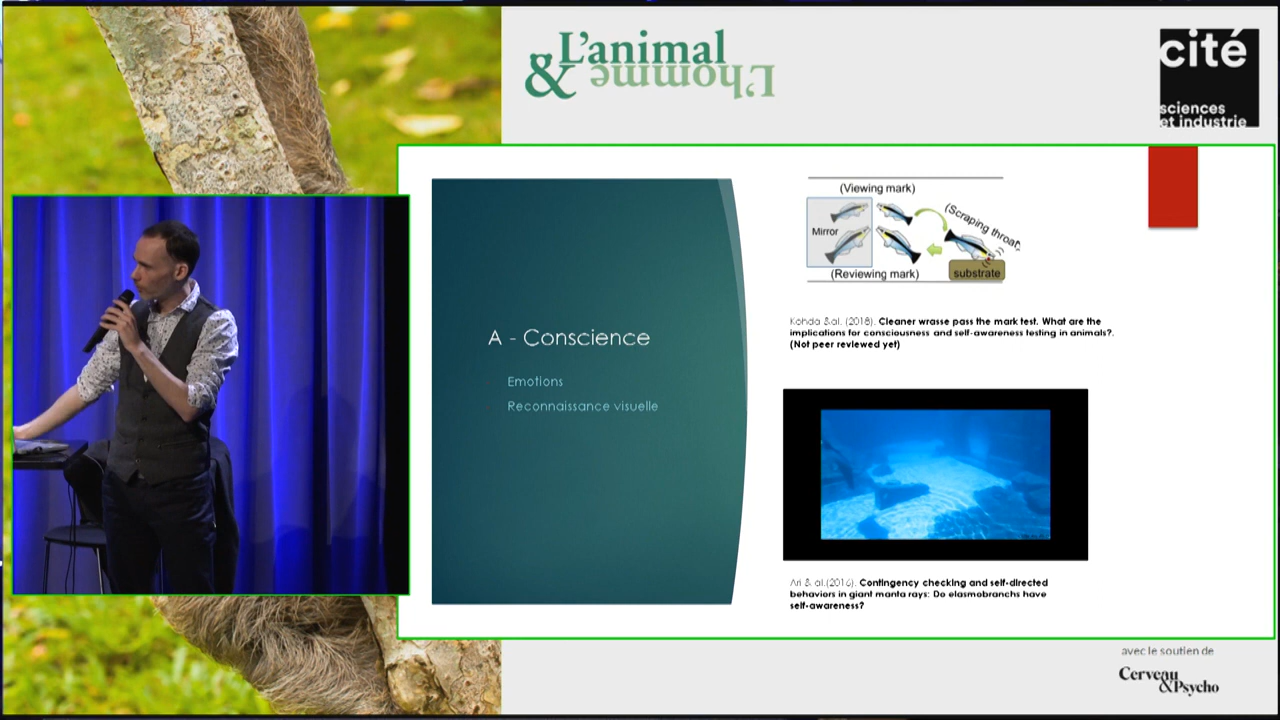 L'animal
& L'homme
cité
sciences
et industrie
A - Conscience
Emotions
Reconnaissance visuelle
(Viewing mark)
Mirror
(Scraping throat)
(Reviewing mark)
substrate
Kohda &al. (2018). Cleaner wrasse pass the mark test. What are the
implications for consciousness and self-awareness testing in animals?.
(Not peer reviewed yet)
Ari & al.(2016). Contingency checking and self-directed
behaviors in giant manta rays: Do elasmobranchs have
self-awareness?
avec le soutien de
Cerveau
&Psycho